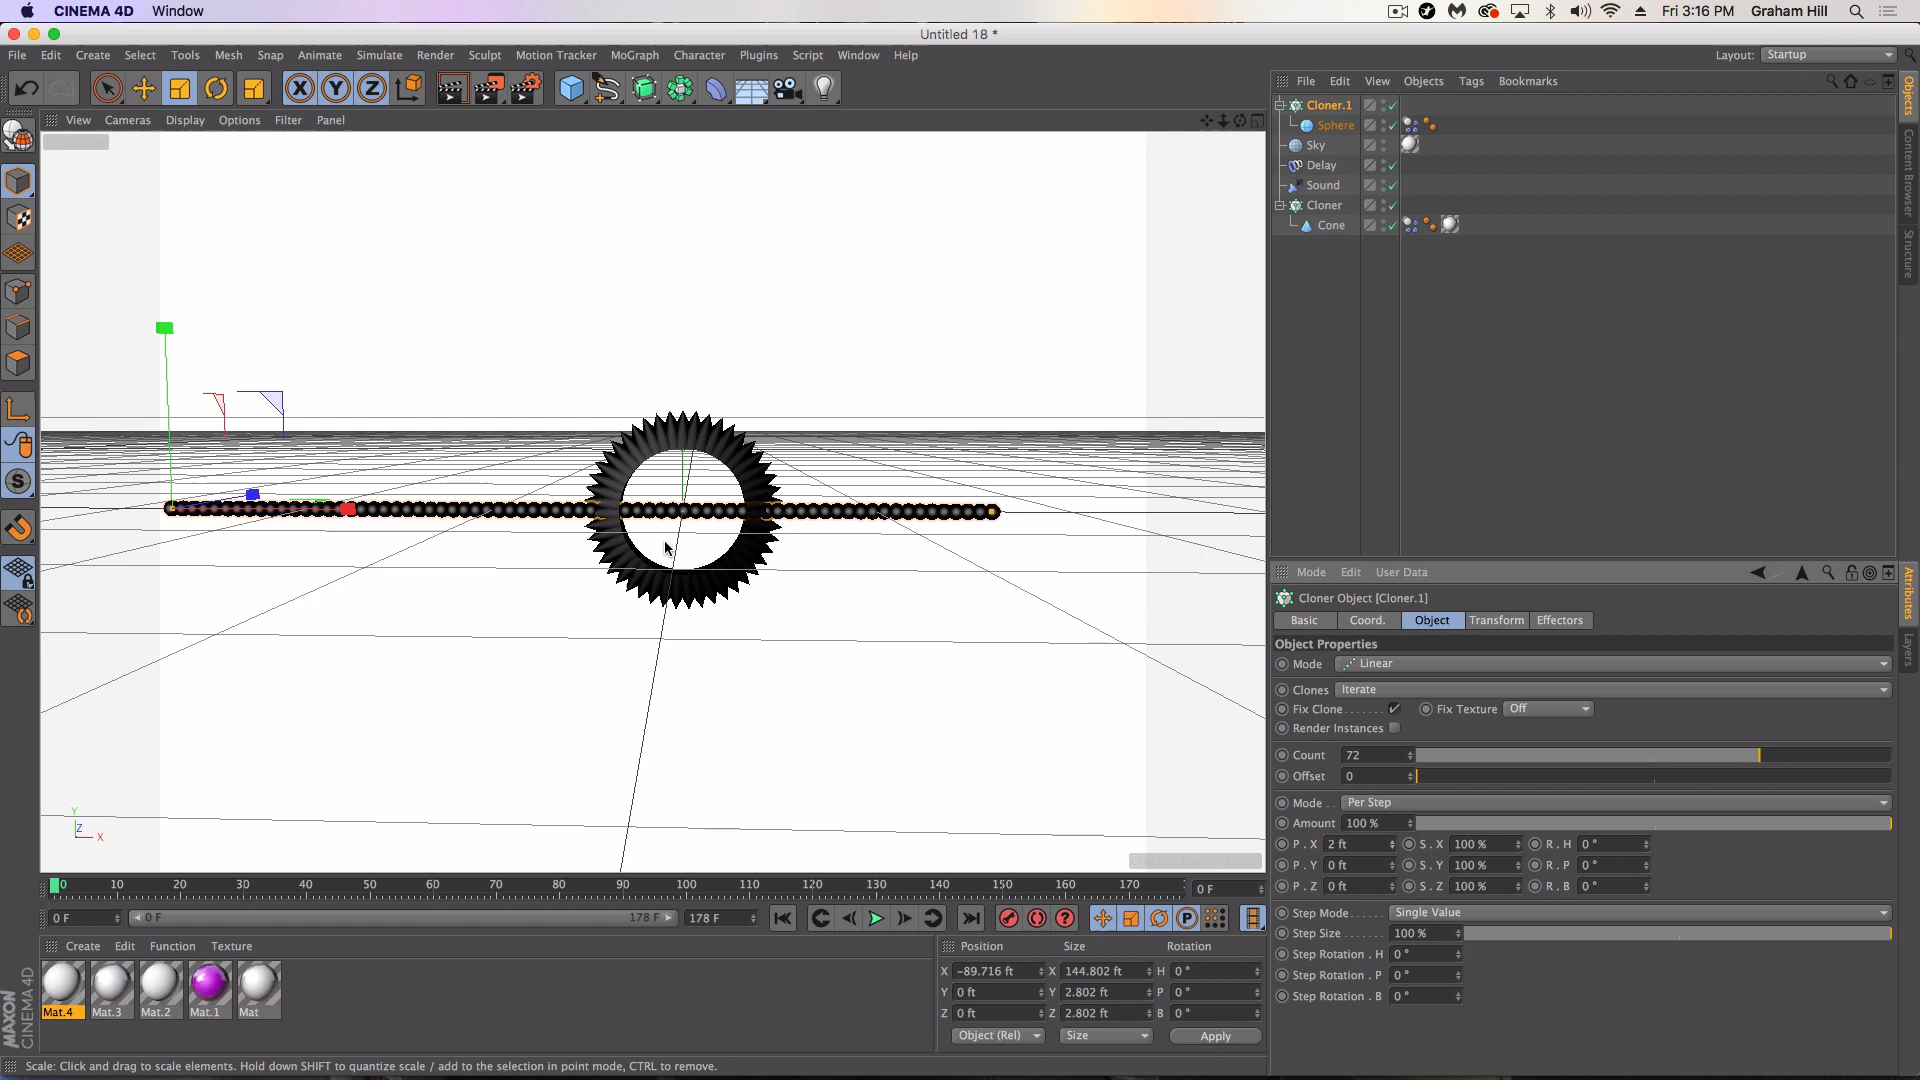 CINEMA 4D Window Fri 3:16 PM Graham Hill
Untitled 18 *
File Edit Create Select Tools Mesh Snap Animate Simulate Render Sculpt Motion Tracker MoGraph Character Plugins Script Window Help Layout: Startup
X Y Z
File Edit View Objects Tags Bookmarks
View Cameras Display Options Filter Panel
Cloner.1
Sphere
Sky
Delay
Sound
Cloner
Cone
Objects
Content Browser
Structure
Mode Edit User Data
Attributes
Layers
Cloner Object [Cloner.1]
Basic Coord. Object Transform Effectors
Object Properties
Mode Linear
Clones Iterate
Fix Clone....... Fix Texture Off
Render Instances
Count 72
Offset 0
Mode .. Per Step
Amount 100 %
P . X 2 ft S . X 100 % R . H 0 °
P . Y 0 ft S . Y 100 % R . P 0 °
P . Z 0 ft S . Z 100 % R . B 0 °
Step Mode...... Single Value
Step Size ....... 100 %
Step Rotation . H 0 °
Step Rotation . P 0 °
Step Rotation . B 0 °
Y
Z
X
0 10 20 30 40 50 60 70 80 90 100 110 120 130 140 150 160 170 0 F
0 F 0 F 178 F 178 F
Create Edit Function Texture
Mat.4 Mat.3 Mat.2 Mat.1 Mat
Position Size Rotation
X -89.716 ft X 144.802 ft H 0 °
Y 0 ft Y 2.802 ft P 0 °
Z 0 ft Z 2.802 ft B 0 °
Object (Rel) Size Apply
MAXON
CINEMA 4D
Scale: Click and drag to scale elements. Hold down SHIFT to quantize scale / add to the selection in point mode, CTRL to remove.